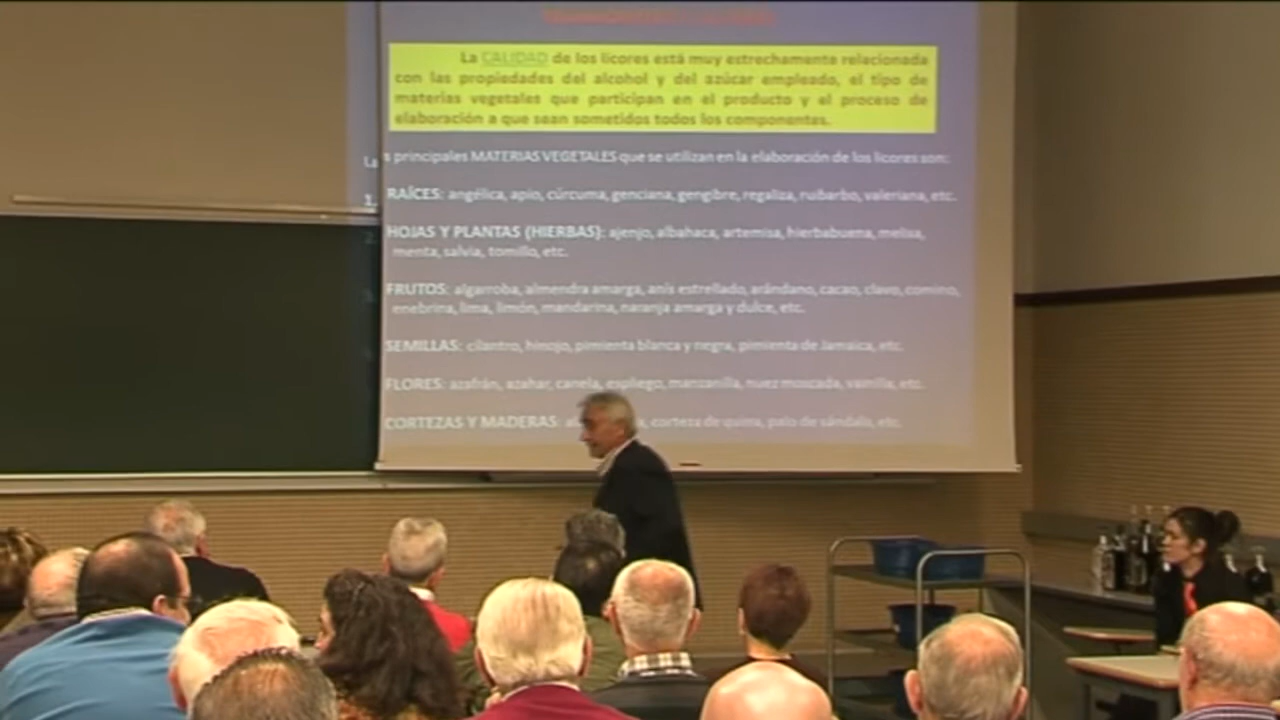 La CALIDAD de los licores está muy estrechamente relacionada
con las propiedades del alcohol y del azúcar empleado, el tipo de
materias vegetales que participan en el producto y el proceso de
elaboración a que sean sometidos todos los componentes.
La s principales MATERIAS VEGETALES que se utilizan en la elaboración de los licores son:
1. RAÍCES: angélica, apio, cúrcuma, genciana, gengibre, regaliza, ruibarbo, valeriana, etc.
HOJAS Y PLANTAS (HIERBAS): ajenjo, albahaca, artemisa, hierbabuena, melisa,
menta, salvia, tomillo, etc.
FRUTOS: algarroba, almendra amarga, anís estrellado, arándano, cacao, clavo, comino,
enebrina, lima, limón, mandarina, naranja amarga y dulce, etc.
SEMILLAS: cilantro, hinojo, pimienta blanca y negra, pimienta de Jamaica, etc.
FLORES: azafrán, azahar, canela, espliego, manzanilla, nuez moscada, vainilla, etc.
CORTEZAS Y MADERAS: corteza de quina, palo de sándalo, etc.